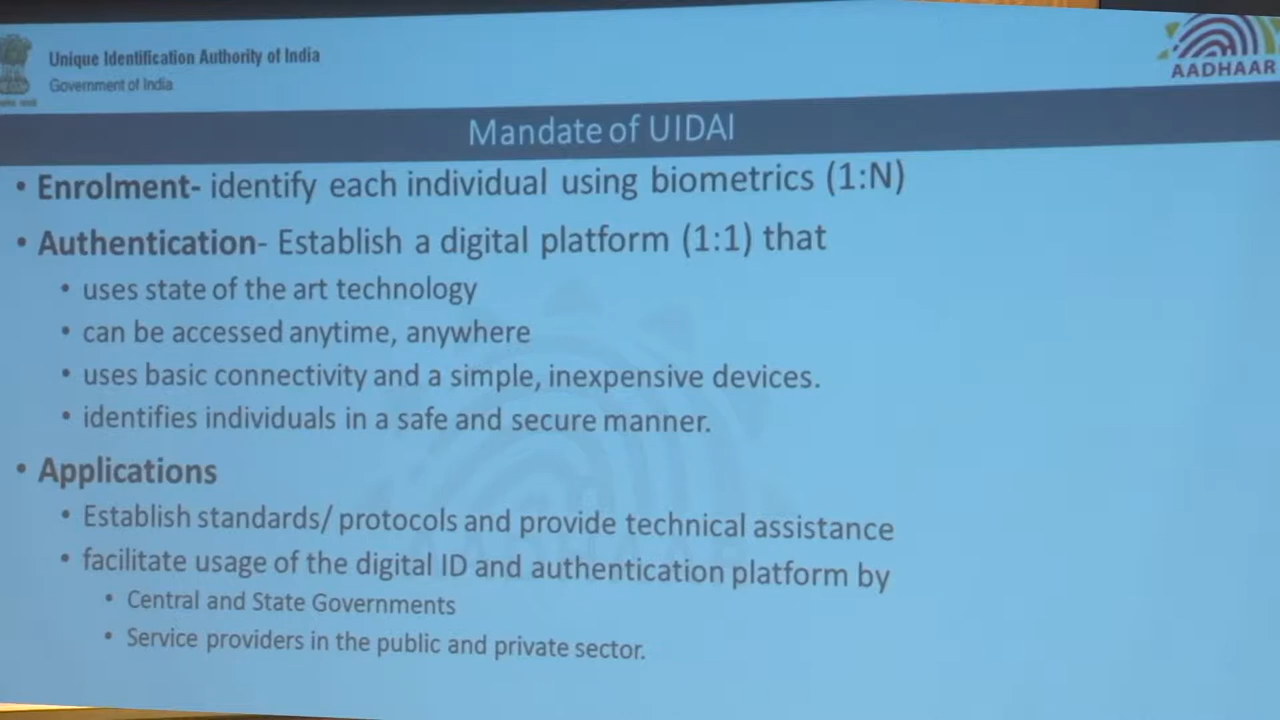 Unique Identification Authority of India
Government of India
AADHAAR
Mandate of UIDAI
• Enrolment- identify each individual using biometrics (1:N)
• Authentication- Establish a digital platform (1:1) that
• uses state of the art technology
• can be accessed anytime, anywhere
• uses basic connectivity and a simple, inexpensive devices.
• identifies individuals in a safe and secure manner.
• Applications
• Establish standards/ protocols and provide technical assistance
• facilitate usage of the digital ID and authentication platform by
• Central and State Governments
• Service providers in the public and private sector.